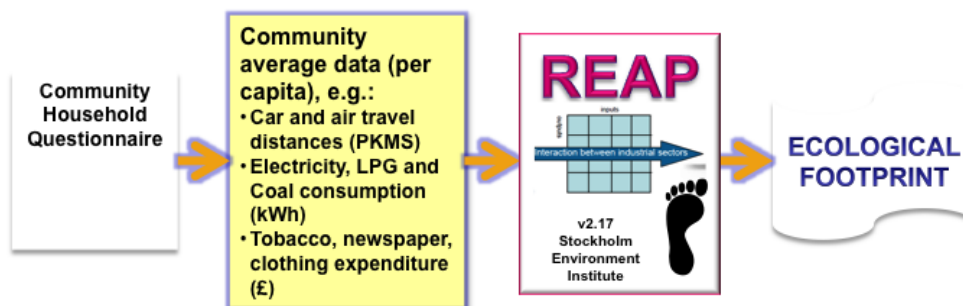 Community
Household
Questionnaire
Community
average data (per
capita), e.g.:
• Car and air travel
distances (PKMS)
• Electricity, LPG and
Coal consumption
(kWh)
• Tobacco, newspaper,
clothing expenditure
(£)
REAP
inputs
outputs
Interaction between industrial sectors
v2.17
Stockholm
Environment
Institute
ECOLOGICAL
FOOTPRINT